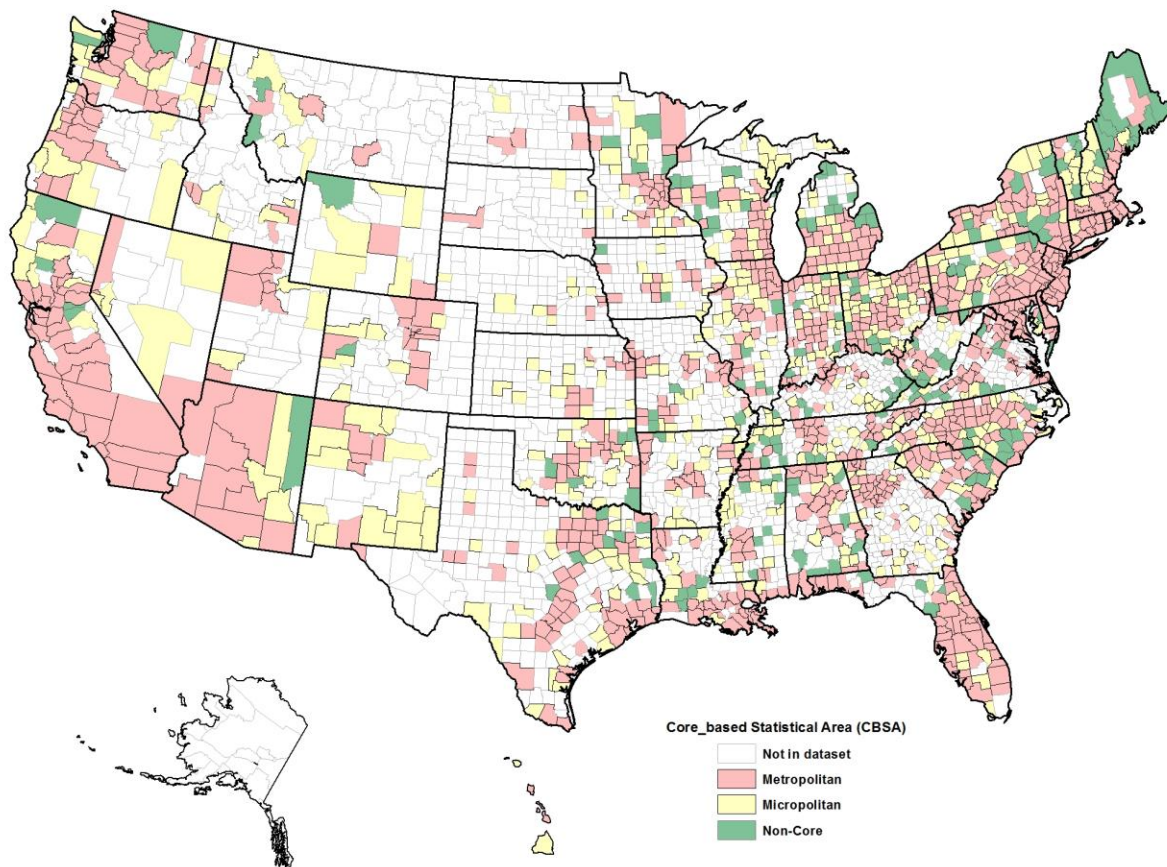 Core_based Statistical Area (CBSA)
Not in dataset
Metropolitan
Micropolitan
Non-Core